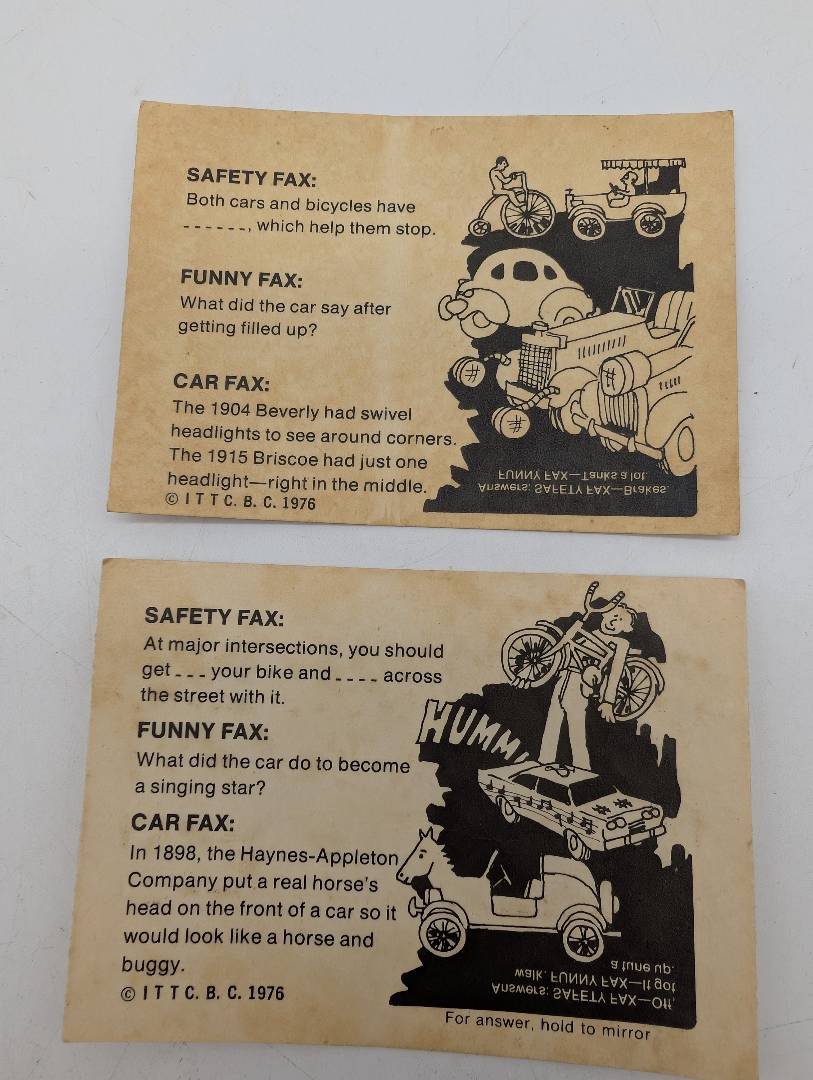 SAFETY FAX:
Both cars and bicycles have
------, which help them stop.
FUNNY FAX:
What did the car say after
getting filled up?
CAR FAX:
The 1904 Beverly had swivel
headlights to see around corners.
The 1915 Briscoe had just one
headlight—right in the middle.
© I T T C. B. C. 1976
Answers: SAFETY FAX—Brakes.
FUNNY FAX—Tanks a lot.
SAFETY FAX:
At major intersections, you should
get --- your bike and ---- across
the street with it.
FUNNY FAX:
What did the car do to become
a singing star?
CAR FAX:
In 1898, the Haynes-Appleton
Company put a real horse's
head on the front of a car so it
would look like a horse and
buggy.
© I T T C. B. C. 1976
HUMM
Answers: SAFETY FAX—Off,
walk. FUNNY FAX—It got
a tune up.
For answer, hold to mirror